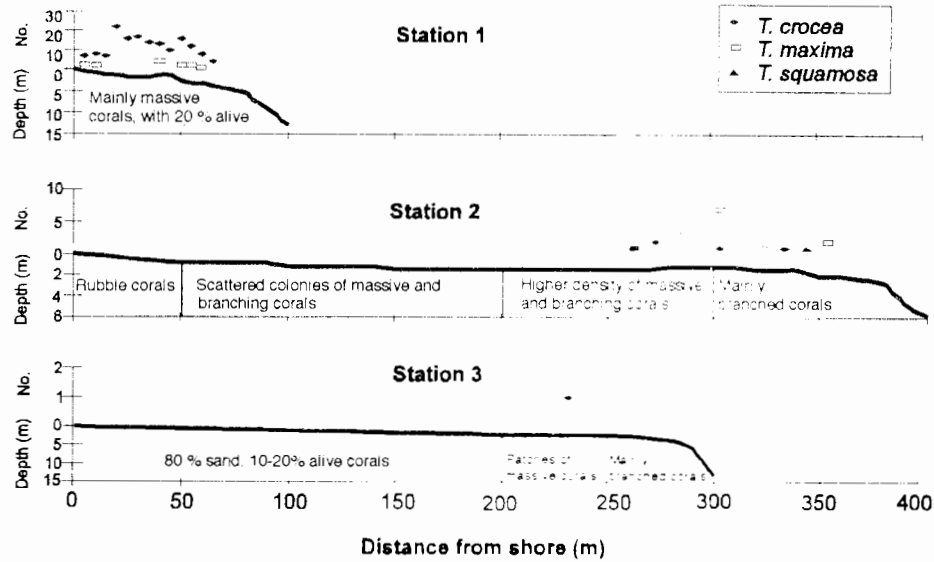 Station 1
T. crocea
T. maxima
T. squamosa
No.
30
20
10
0
Depth (m)
5
10
15
Mainly massive
corals, with 20 % alive
Station 2
No.
10
5
0
Depth (m)
2
4
8
Rubble corals
Scattered colonies of massive and
branching corals
Higher density of massive
and branching corals
Mainly
branched corals
Station 3
No.
2
1
0
Depth (m)
5
10
15
80 % sand, 10-20% alive corals
Patches of
massive corals
Mainly
branched corals
0
50
100
150
200
250
300
350
400
Distance from shore (m)